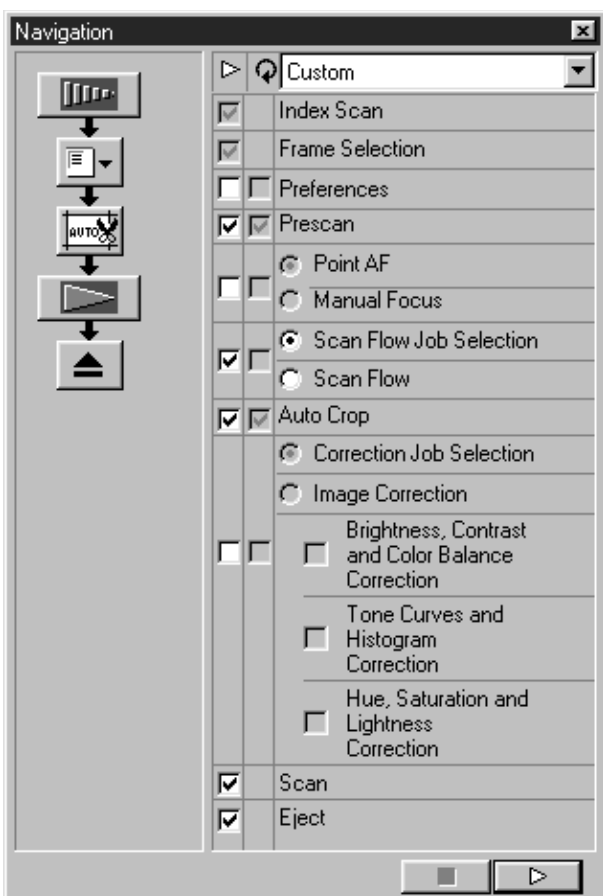 Navigation
Custom
Index Scan
Frame Selection
Preferences
Prescan
AUTO
Point AF
Manual Focus
Scan Flow Job Selection
Scan Flow
Auto Crop
Correction Job Selection
Image Correction
Brightness, Contrast
and Color Balance
Correction
Tone Curves and
Histogram
Correction
Hue, Saturation and
Lightness
Correction
Scan
Eject